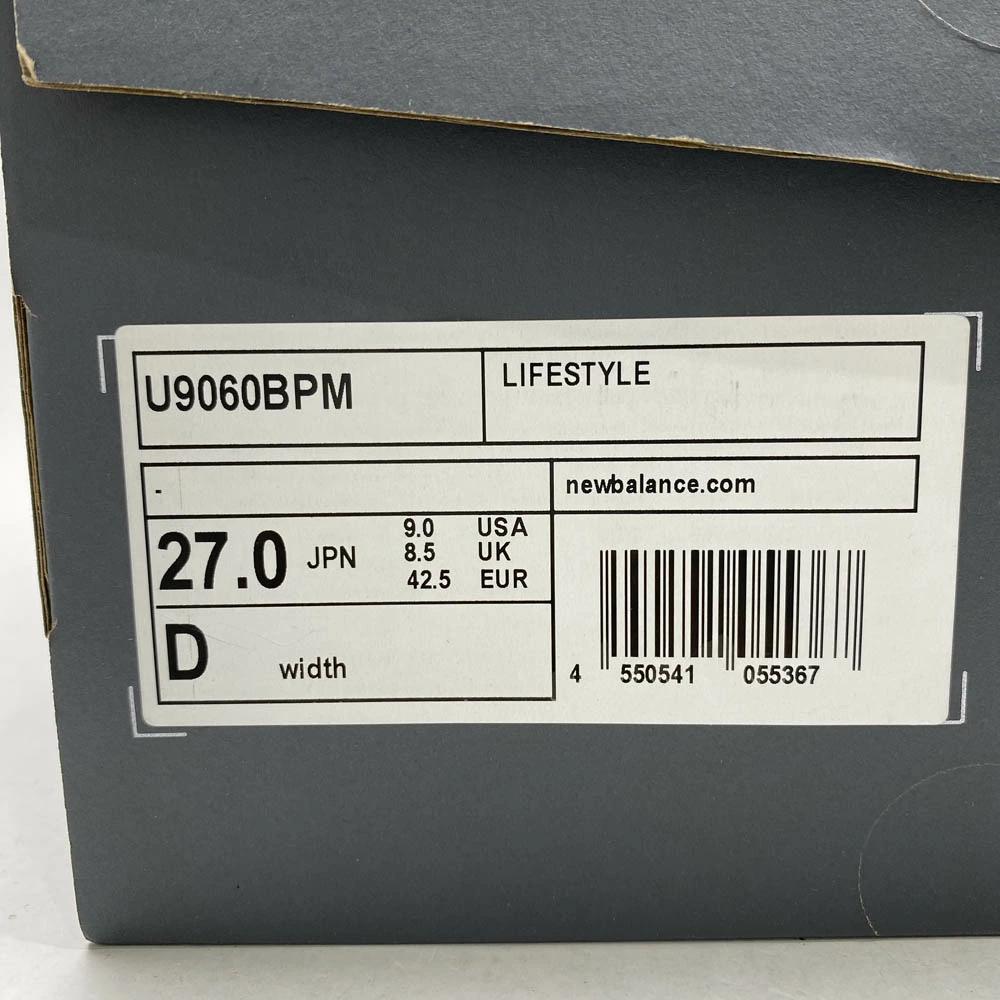 U9060BPM
LIFESTYLE
-
newbalance.com
27.0 JPN
9.0 USA
8.5 UK
42.5 EUR
D width
4 550541 055367